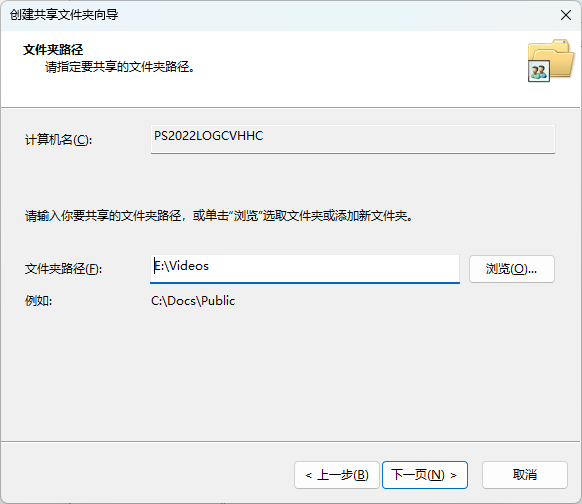 创建共享文件夹向导
文件夹路径
请指定要共享的文件夹路径。
计算机名(C):
PS2022LOGCVHHC
请输入你要共享的文件夹路径，或单击“浏览”选取文件夹或添加新文件夹。
文件夹路径(F):
E:\Videos
浏览(O)...
例如:
C:\Docs\Public
< 上一步(B)
下一页(N) >
取消